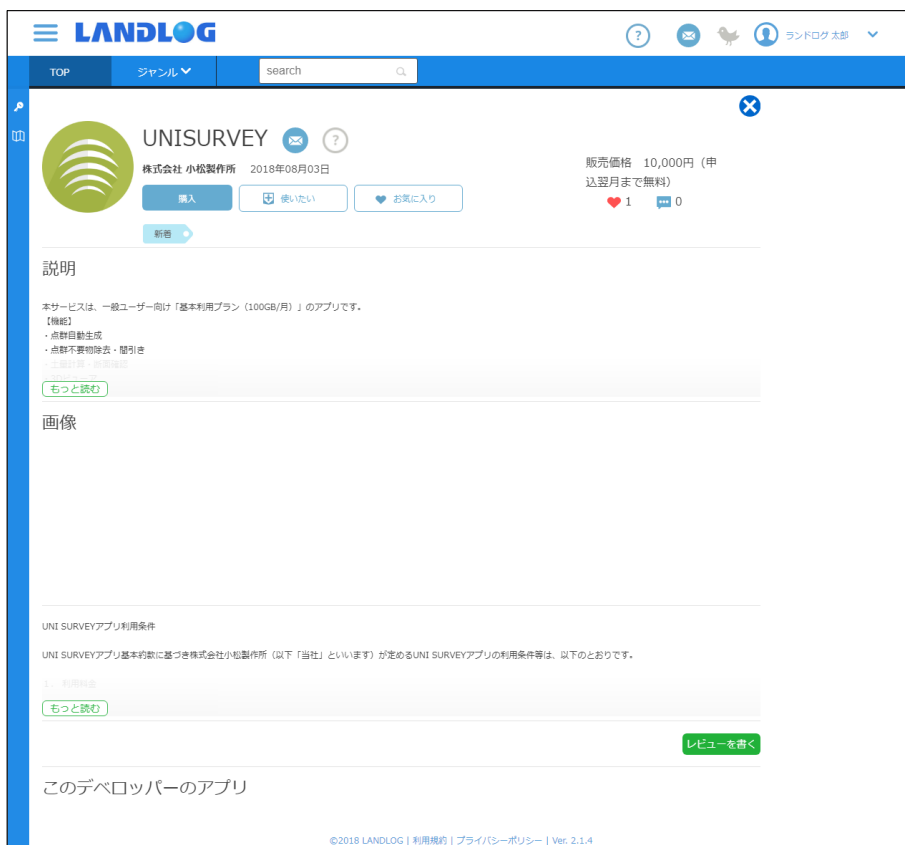 LANDLOG
?
ランドログ 太郎
TOP
ジャンル
search
UNISURVEY
?
株式会社 小松製作所 2018年08月03日
販売価格 10,000円（申
込翌月まで無料）
購入
使いたい
お気に入り
1
0
新着
説明
本サービスは、一般ユーザー向け「基本利用プラン（100GB/月）」のアプリです。
【機能】
・点群自動生成
・点群不要物除去・間引き
・土量計算・断面確認
もっと読む
画像
UNI SURVEYアプリ利用条件
UNI SURVEYアプリ基本約款に基づき株式会社小松製作所（以下「当社」といいます）が定めるUNI SURVEYアプリの利用条件等は、以下のとおりです。
１． 利用料金
もっと読む
レビューを書く
このデベロッパーのアプリ
©2018 LANDLOG | 利用規約 | プライバシーポリシー | Ver. 2.1.4